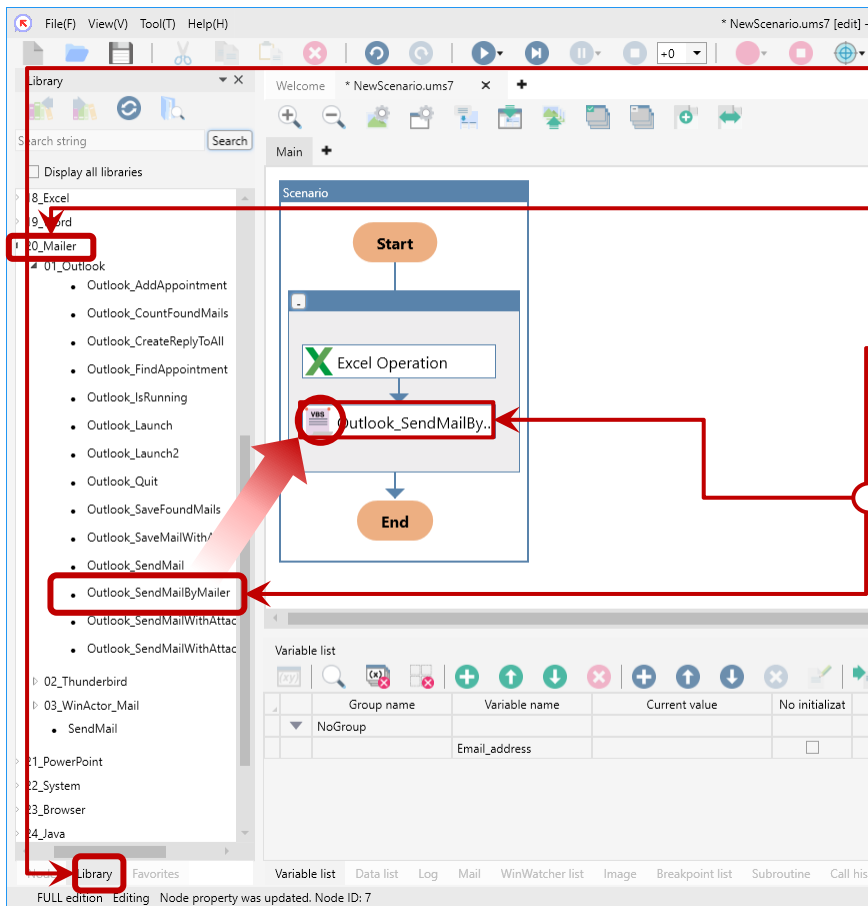 File(F) View(V) Tool(T) Help(H) * NewScenario.ums7 [edit] -
+0
Library
Search string Search
Display all libraries
18_Excel
19_Word
20_Mailer
01_Outlook
Outlook_AddAppointment
Outlook_CountFoundMails
Outlook_CreateReplyToAll
Outlook_FindAppointment
Outlook_IsRunning
Outlook_Launch
Outlook_Launch2
Outlook_Quit
Outlook_SaveFoundMails
Outlook_SaveMailWithA
Outlook_SendMail
Outlook_SendMailByMailer
Outlook_SendMailWithAttac
Outlook_SendMailWithAttac
02_Thunderbird
03_WinActor_Mail
SendMail
21_PowerPoint
22_System
23_Browser
24_Java
Library Favorites
Welcome * NewScenario.ums7
Main
Scenario
Start
-
Excel Operation
VBS
Outlook_SendMailBy...
End
Variable list
(xy) (x)
Group name Variable name Current value No initializat
NoGroup
Email_address
Variable list Data list Log Mail WinWatcher list Image Breakpoint list Subroutine Call his
FULL edition Editing Node property was updated. Node ID: 7